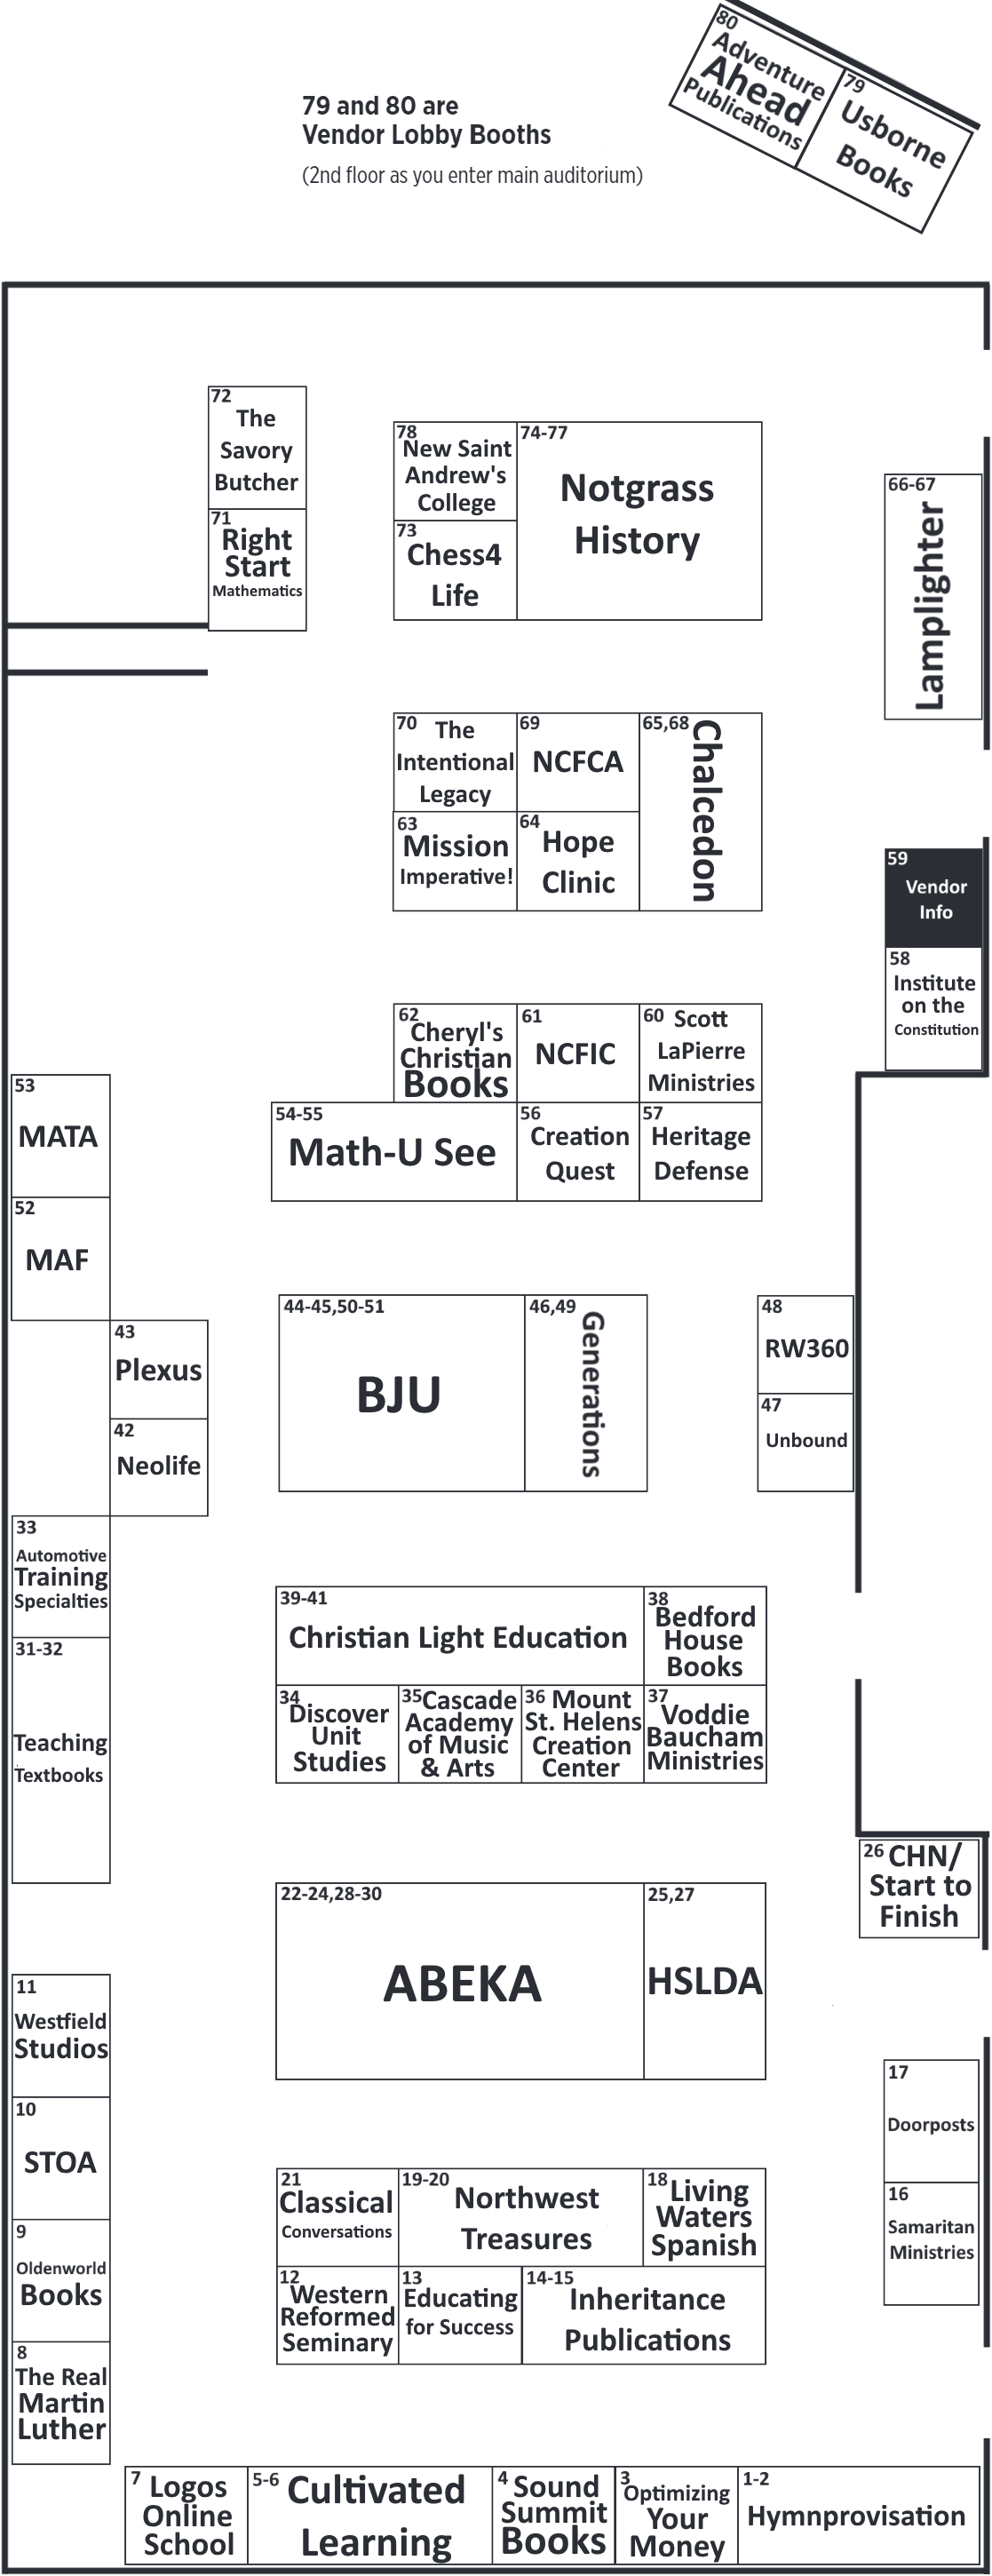 80
Adventure
Ahead
Publications
79
Usborne
Books
79 and 80 are
Vendor Lobby Booths
(2nd floor as you enter main auditorium)
72
The
Savory
Butcher
71
Right
Start
Mathematics
78
New Saint
Andrew's
College
73
Chess4
Life
74-77
Notgrass
History
66-67
Lamplighter
70
The
Intentional
Legacy
69
NCFCA
65,68
Chalcedon
63
Mission
Imperative!
64
Hope
Clinic
59
Vendor
Info
58
Institute
on the
Constitution
62
Cheryl's
Christian
Books
61
NCFIC
60
Scott
LaPierre
Ministries
54-55
Math-U See
56
Creation
Quest
57
Heritage
Defense
53
MATA
52
MAF
43
Plexus
42
Neolife
44-45,50-51
BJU
46,49
Generations
48
RW360
47
Unbound
33
Automotive
Training
Specialties
31-32
Teaching
Textbooks
39-41
Christian Light Education
38
Bedford
House
Books
34
Discover
Unit
Studies
35
Cascade
Academy
of Music
& Arts
36
Mount
St. Helens
Creation
Center
37
Voddie
Baucham
Ministries
26
CHN/
Start to
Finish
22-24,28-30
ABEKA
25,27
HSLDA
11
Westfield
Studios
10
STOA
9
Oldenworld
Books
8
The Real
Martin
Luther
17
Doorposts
16
Samaritan
Ministries
21
Classical
Conversations
19-20
Northwest
Treasures
18
Living
Waters
Spanish
12
Western
Reformed
Seminary
13
Educating
for Success
14-15
Inheritance
Publications
7
Logos
Online
School
5-6
Cultivated
Learning
4
Sound
Summit
Books
3
Optimizing
Your
Money
1-2
Hymnprovisation